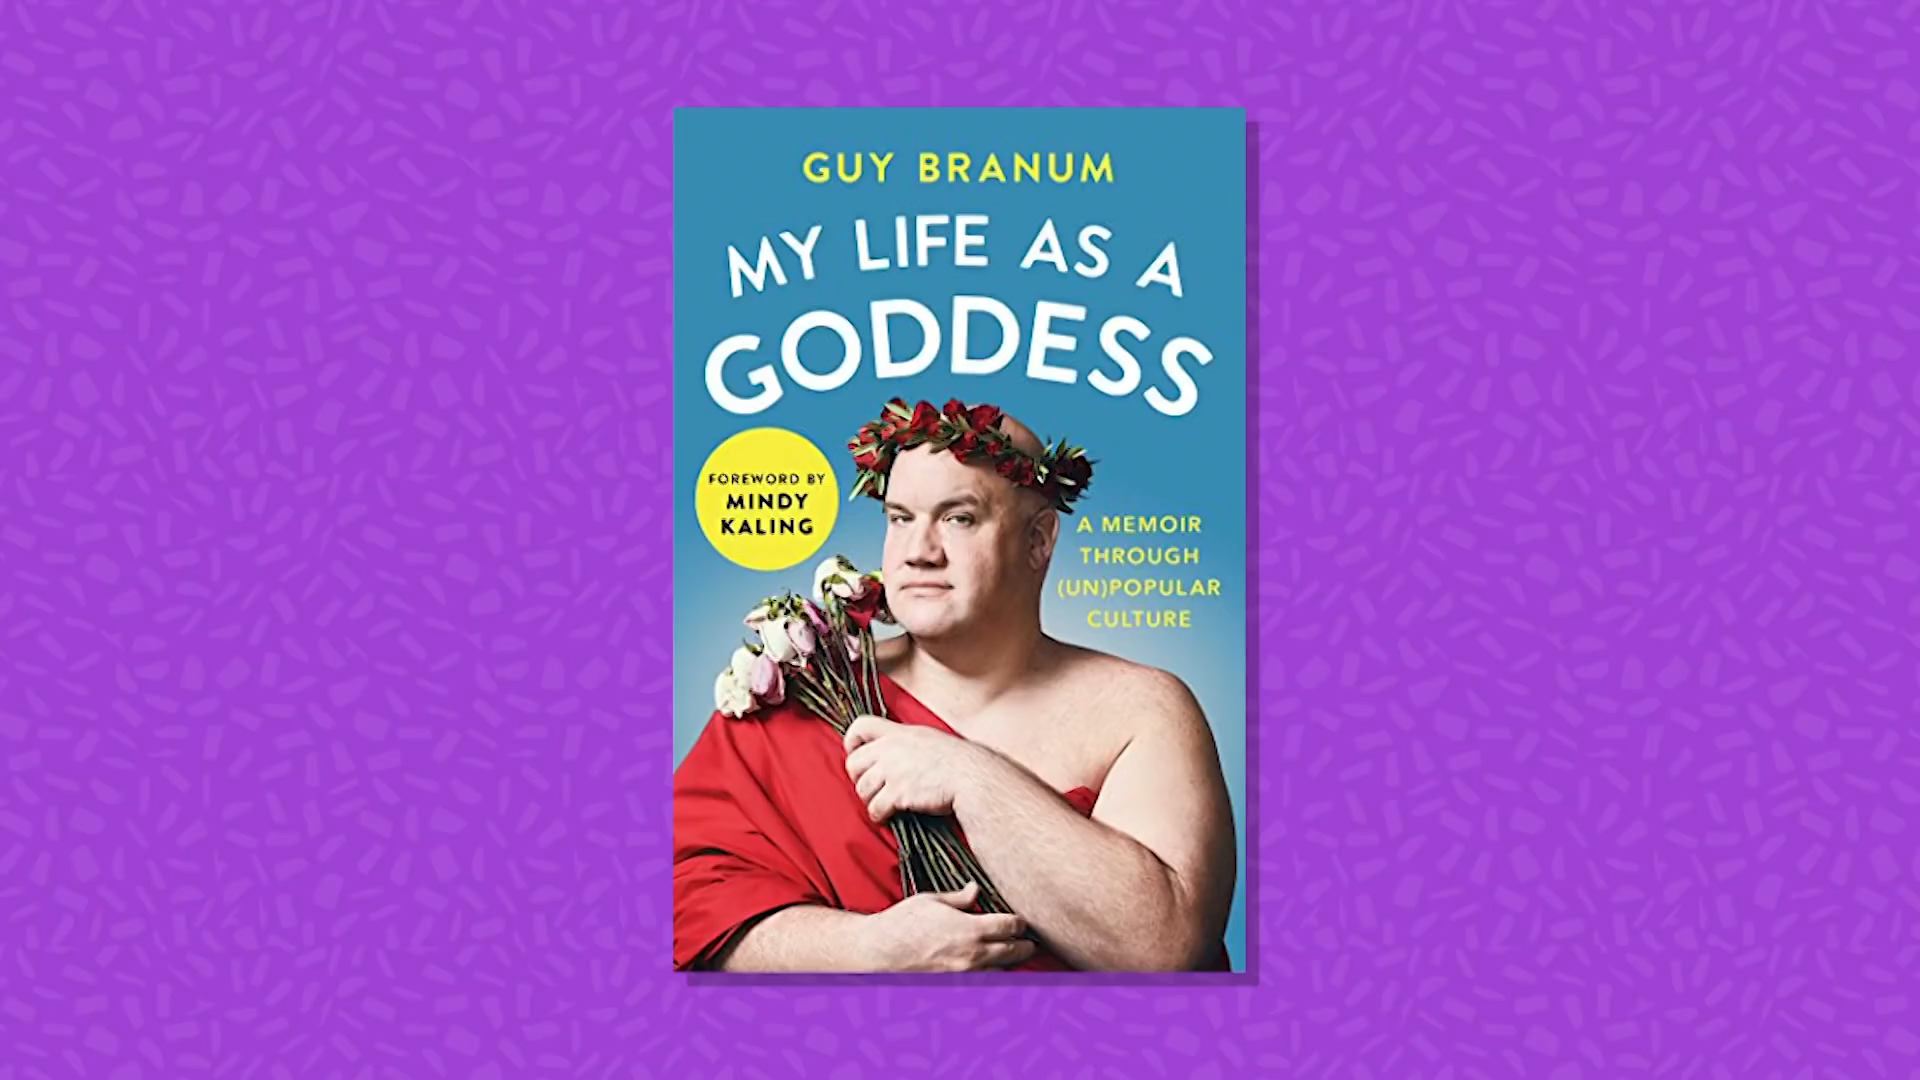 GUY BRANUM
MY LIFE AS A
GODDESS
FOREWORD BY
MINDY
KALING
A MEMOIR
THROUGH
(UN)POPULAR
CULTURE